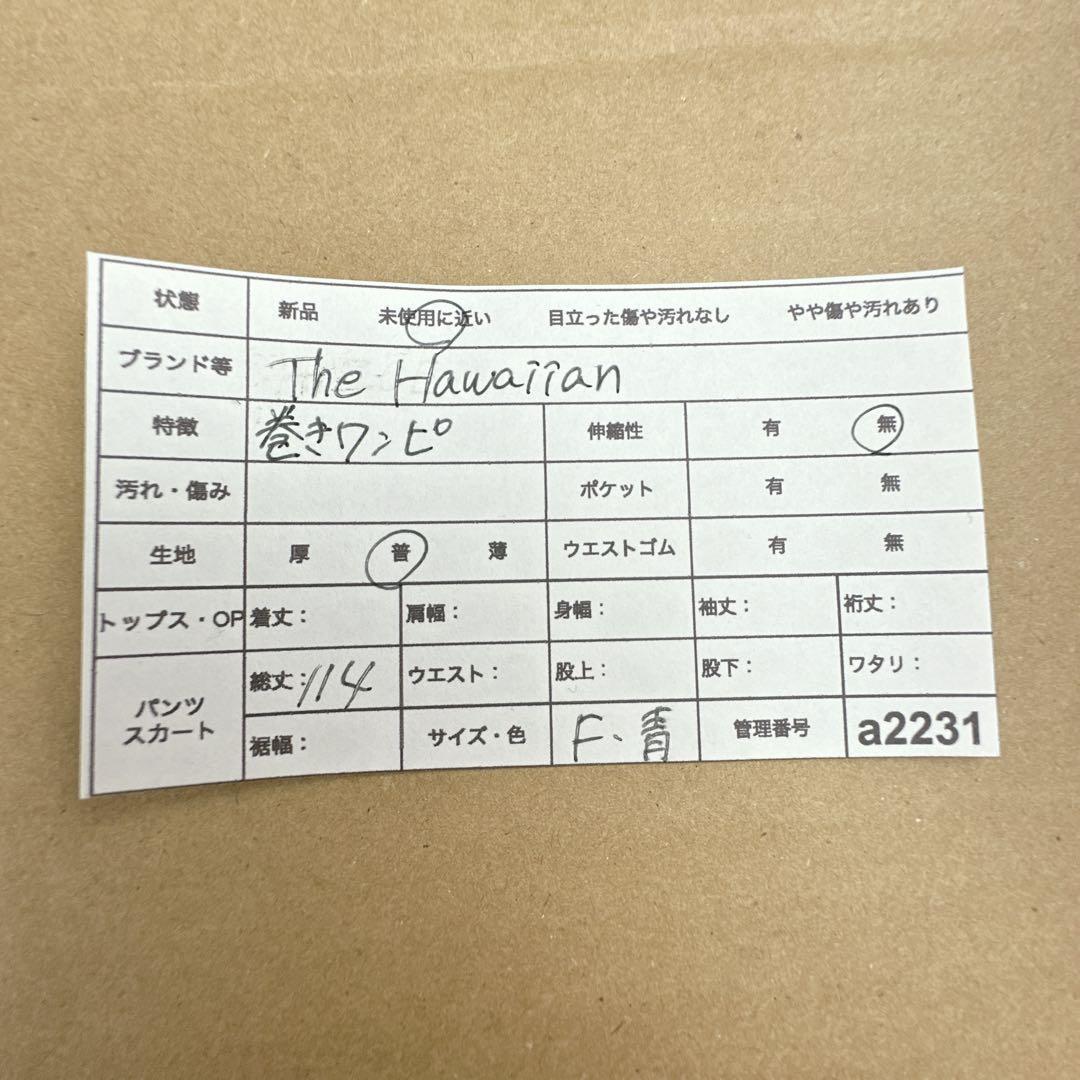 状態 新品 未使用に近い 目立った傷や汚れなし やや傷や汚れあり
ブランド等 The Hawaiian
特徴 巻きワンピ 伸縮性 有 無
汚れ・傷み ポケット 有 無
生地 厚 普 薄 ウエストゴム 有 無
トップス・OP 着丈： 肩幅： 身幅： 袖丈： 裄丈：
パンツ スカート 総丈：114 ウエスト： 股上： 股下： ワタリ：
裾幅： サイズ・色 F、青 管理番号 a2231